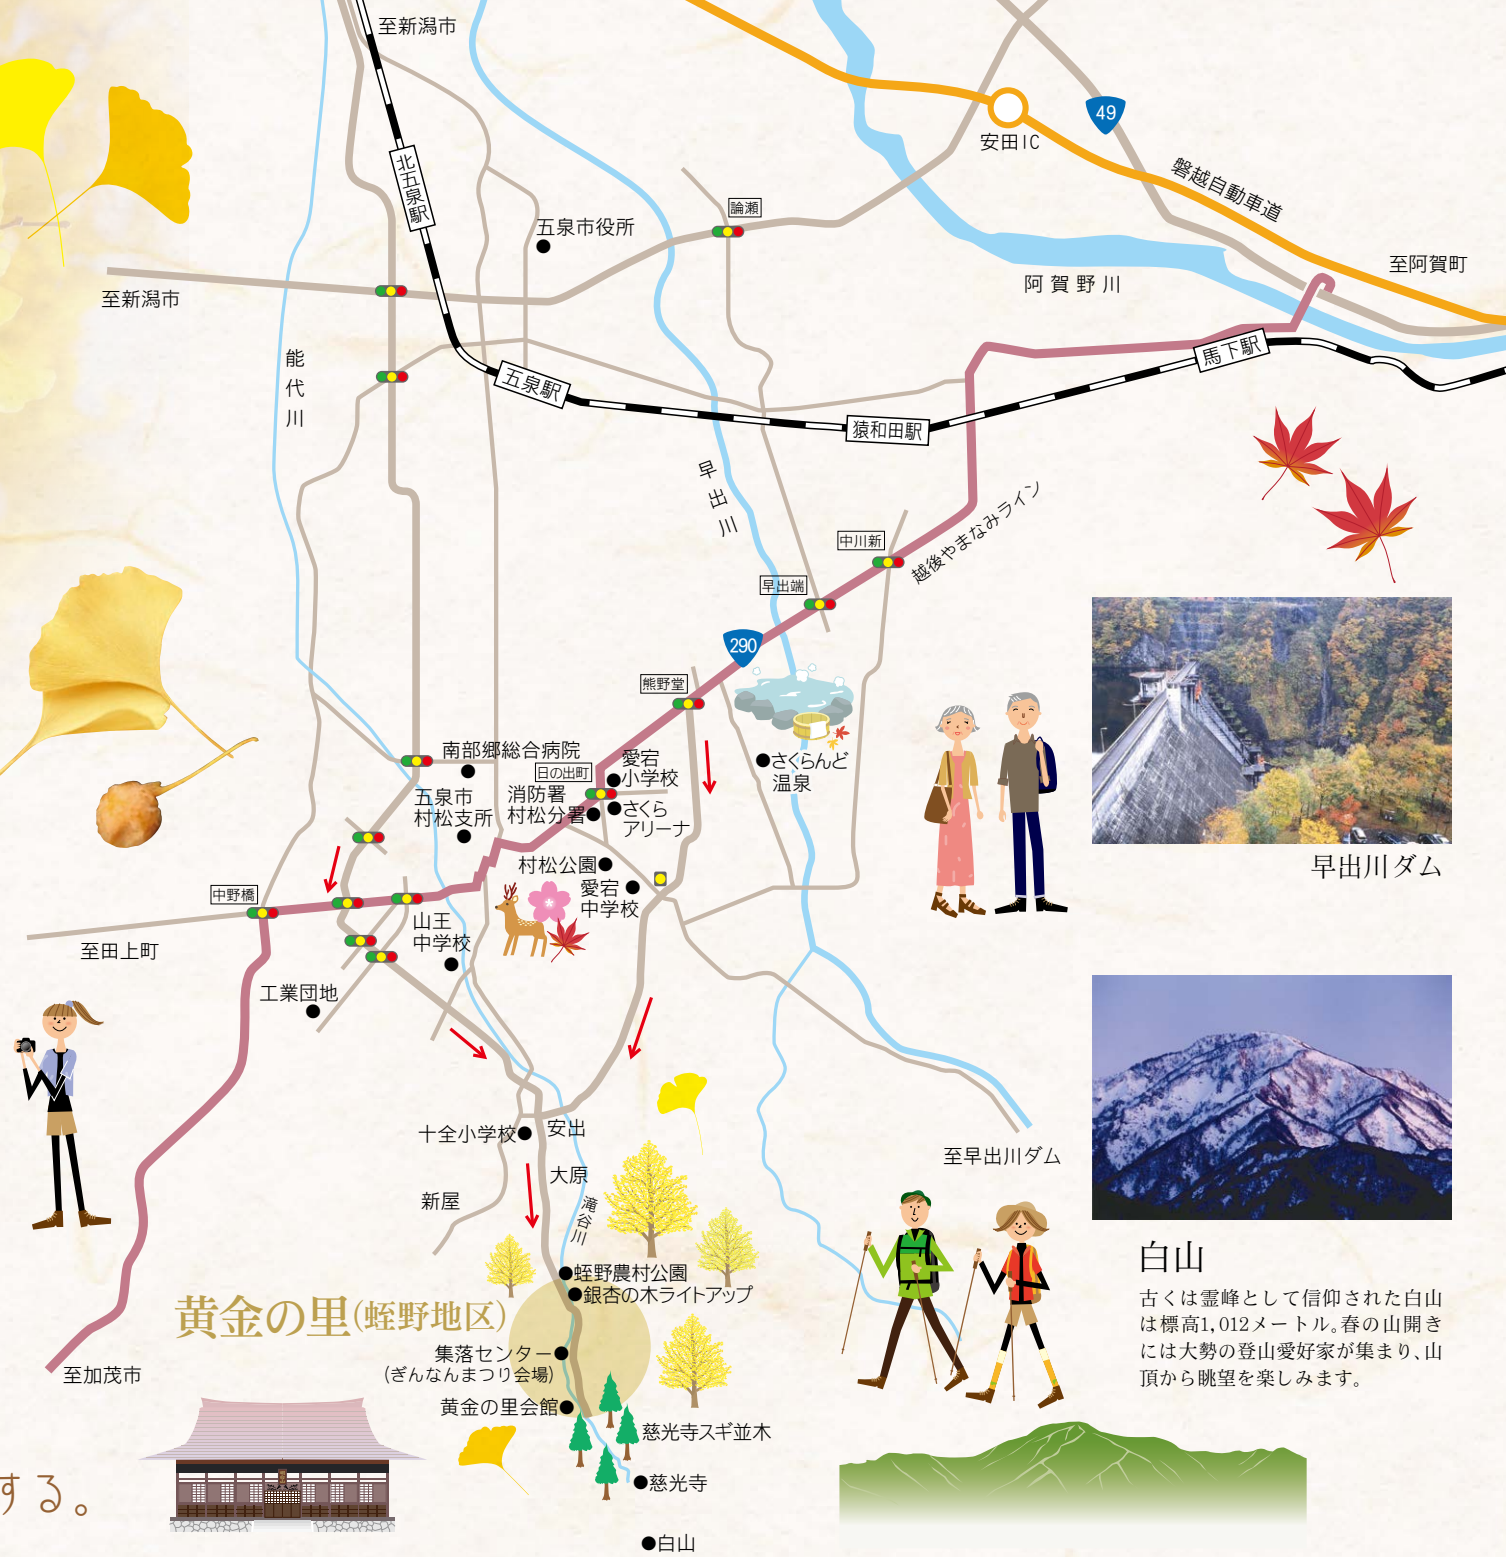 至新潟市
北五泉駅
49
安田IC
磐越自動車道
論瀬
五泉市役所
至阿賀町
至新潟市
阿賀野川
能代川
五泉駅
馬下駅
猿和田駅
早出川
越後やまなみライン
中川新
早出端
290
熊野堂
南部郷総合病院
日の出町
愛宕
小学校
さくらんど
温泉
五泉市
村松支所
消防署
村松分署
さくら
アリーナ
早出川ダム
村松公園
愛宕
中学校
中野橋
山王
中学校
至田上町
工業団地
十全小学校
安出
至早出川ダム
大原
新屋
滝谷川
白山
古くは霊峰として信仰された白山
は標高1,012メートル。春の山開き
には大勢の登山愛好家が集まり、山
頂から眺望を楽しみます。
蛭野農村公園
銀杏の木ライトアップ
黄金の里(蛭野地区)
集落センター
(ぎんなんまつり会場)
至加茂市
黄金の里会館
慈光寺スギ並木
慈光寺
する。
白山